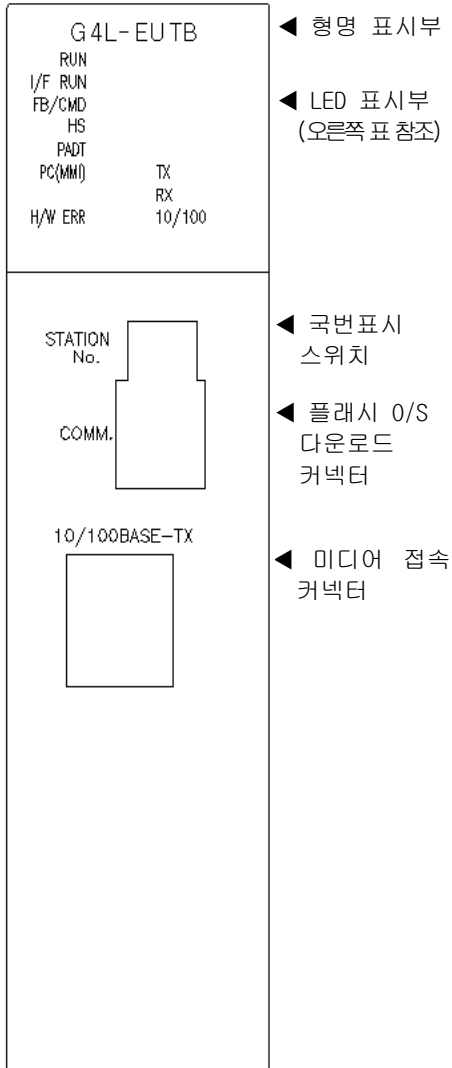 G4L-EUTB
RUN
I/F RUN
FB/CMD
HS
PADT
PC(MMI) TX
RX
H/W ERR 10/100
◀ 형명 표시부
◀ LED 표시부
(오른쪽 표 참조)
STATION
No.
◀ 국번표시
스위치
COMM.
◀ 플래시 O/S
다운로드
커넥터
10/100BASE-TX
◀ 미디어 접속
커넥터